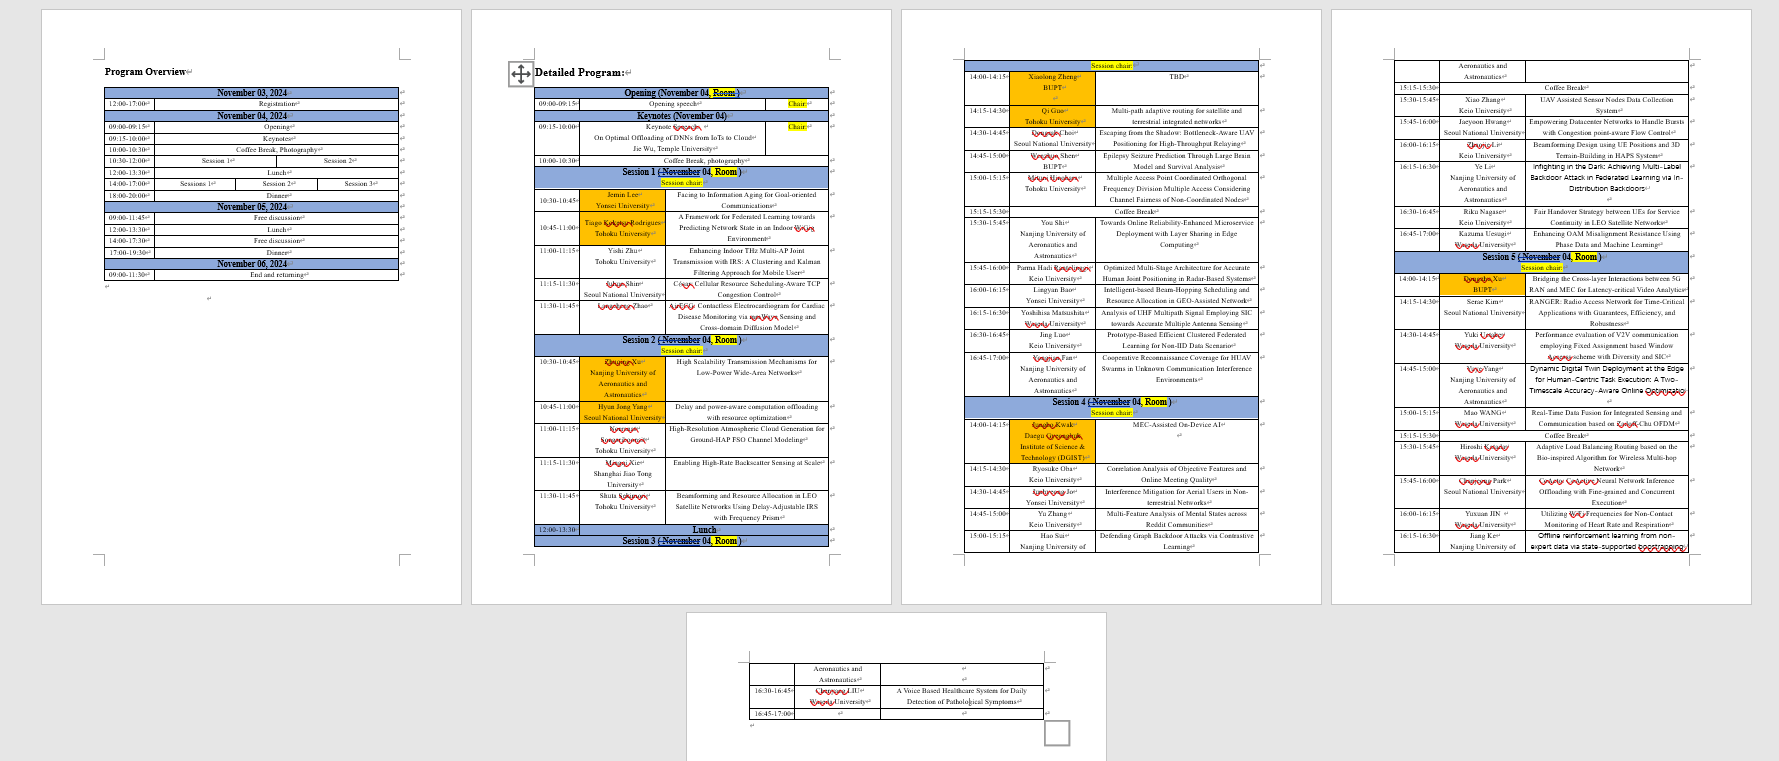 Program Overview
November 03, 2024
12:00-17:00 Registration
November 04, 2024
09:00-09:15 Opening
09:15-10:00 Keynotes
10:00-10:30 Coffee Break, Photography
10:30-12:00 Session 1 Session 2
12:00-13:30 Lunch
14:00-17:00 Sessions 1 Session 2 Session 3
18:00-20:00 Dinner
November 05, 2024
09:00-11:45 Free discussion
12:00-13:30 Lunch
14:00-17:30 Free discussion
17:00-19:30 Dinner
November 06, 2024
09:00-11:30 End and returning
Detailed Program:
Opening (November 04, Room )
09:00-09:15 Opening speech Chair:
Keynotes (November 04)
09:15-10:00 Keynote Chair:
On Optimal Offloading of DNNs from IoTs to Cloud
Jie Wu, Temple University
10:00-10:30 Coffee Break, photography
Session 1 ( November 04, Room )
Session chair:
10:30-10:45 Jemin Lee Facing to Information Aging for Goal-oriented
Yonsei University Communications
10:45-11:00 Tiago Rodrigues A Framework for Federated Learning towards
Tohoku University Predicting Network State in an Indoor
Environment
11:00-11:15 Yishi Zhu Enhancing Indoor THz Multi-AP Joint
Tohoku University Transmission with IRS: A Clustering and Kalman
Filtering Approach for Mobile User
11:15-11:30 Shin Cellular Resource Scheduling-Aware TCP
Seoul National University Congestion Control
11:30-11:45 Zhao Contactless Electrocardiogram for Cardiac
Disease Monitoring via Sensing and
Cross-domain Diffusion Model
Session 2 ( November 04, Room )
Session chair:
10:30-10:45 Xu High Scalability Transmission Mechanisms for
Nanjing University of Low-Power Wide-Area Networks
Aeronautics and
Astronautics
10:45-11:00 Hyun Jong Yang Delay and power-aware computation offloading
Seoul National University with resource optimization
11:00-11:15 High-Resolution Atmospheric Cloud Generation for
Ground-HAP FSO Channel Modeling
11:15-11:30 Xie Enabling High-Rate Backscatter Sensing at Scale
Shanghai Jiao Tong
University
11:30-11:45 Shuta Beamforming and Resource Allocation in LEO
Tohoku University Satellite Networks Using Delay-Adjustable IRS
with Frequency Prism
12:00-13:30 Lunch
Session 3 ( November 04, Room )
Session chair:
14:00-14:15 Xiaolong Zheng TBD
BUPT
14:15-14:30 Qi Guo Multi-path adaptive routing for satellite and
Tohoku University terrestrial integrated networks
14:30-14:45 Choi Escaping from the Shadow: Bottleneck-Aware UAV
Seoul National University Positioning for High-Throughput Relaying
14:45-15:00 Shen Epilepsy Seizure Prediction Through Large Brain
BUPT Model and Survival Analysis
15:00-15:15 Multiple Access Point Coordinated Orthogonal
Tohoku University Frequency Division Multiple Access Considering
Channel Fairness of Non-Coordinated Nodes
15:15-15:30 Coffee Break
15:30-15:45 You Shi Towards Online Reliability-Enhanced Microservice
Nanjing University of Deployment with Layer Sharing in Edge
Aeronautics and Computing
Astronautics
15:45-16:00 Parma Hadi Optimized Multi-Stage Architecture for Accurate
Keio University Human Joint Positioning in Radar-Based Systems
16:00-16:15 Lingyan Bao Intelligent-based Beam-Hopping Scheduling and
Yonsei University Resource Allocation in GEO-Assisted Network
16:15-16:30 Yoshihisa Matsushita Analysis of UHF Multipath Signal Employing SIC
Waseda University towards Accurate Multiple Antenna Sensing
16:30-16:45 Jing Luo Prototype-Based Efficient Clustered Federated
Keio University Learning for Non-IID Data Scenario
16:45-17:00 Fan Cooperative Reconnaissance Coverage for HUAV
Nanjing University of Swarms in Unknown Communication Interference
Aeronautics and Environments
Astronautics
Session 4 ( November 04, Room )
Session chair:
14:00-14:15 Kwak MEC-Assisted On-Device AI
Daegu
Institute of Science &
Technology (DGIST)
14:15-14:30 Ryosuke Oba Correlation Analysis of Objective Features and
Keio University Online Meeting Quality
14:30-14:45 Jo Interference Mitigation for Aerial Users in Non-
Yonsei University terrestrial Networks
14:45-15:00 Yu Zhang Multi-Feature Analysis of Mental States across
Keio University Reddit Communities
15:00-15:15 Hao Sui Defending Graph Backdoor Attacks via Contrastive
Nanjing University of Learning
Aeronautics and
Astronautics
15:15-15:30 Coffee Break
15:30-15:45 Xiao Zhang UAV Assisted Sensor Nodes Data Collection
Keio University System
15:45-16:00 Jaeyoon Hwang Empowering Datacenter Networks to Handle Bursts
Seoul National University with Congestion point-aware Flow Control
16:00-16:15 Li Beamforming Design using UE Positions and 3D
Keio University Terrain-Building in HAPS System
16:15-16:30 Ye Li Infighting in the Dark: Achieving Multi-Label
Nanjing University of Backdoor Attack in Federated Learning via In-
Aeronautics and Distribution Backdoors
Astronautics
16:30-16:45 Riku Nagase Fair Handover Strategy between UEs for Service
Keio University Continuity in LEO Satellite Networks
16:45-17:00 Kazuma Uesugi Enhancing OAM Misalignment Resistance Using
Waseda University Phase Data and Machine Learning
Session 5 ( November 04, Room )
Session chair:
14:00-14:15 Xu Bridging the Cross-layer Interactions between 5G
BUPT RAN and MEC for Latency-critical Video Analytics
14:15-14:30 Serae Kim RANGER: Radio Access Network for Time-Critical
Seoul National University Applications with Guarantees, Efficiency, and
Robustness
14:30-14:45 Yuki Performance evaluation of V2V communication
Waseda University employing Fixed Assignment based Window
scheme with Diversity and SIC
14:45-15:00 Yang Dynamic Digital Twin Deployment at the Edge
Nanjing University of for Human-Centric Task Execution: A Two-
Aeronautics and Timescale Accuracy-Aware Online
Astronautics
15:00-15:15 Mao WANG Real-Time Data Fusion for Integrated Sensing and
Waseda University Communication based on Zadoff-Chu OFDM
15:15-15:30 Coffee Break
15:30-15:45 Hiroshi Adaptive Load Balancing Routing based on the
Waseda University Bio-inspired Algorithm for Wireless Multi-hop
Network
15:45-16:00 Park Neural Network Inference
Seoul National University Offloading with Fine-grained and Concurrent
Execution
16:00-16:15 Yuxuan JIN Utilizing Frequencies for Non-Contact
Waseda University Monitoring of Heart Rate and Respiration
16:15-16:30 Jiang Ke Offline reinforcement learning from non-
Nanjing University of expert data via state-supported bootstrapping
Aeronautics and
Astronautics
16:30-16:45 LIU A Voice Based Healthcare System for Daily
Waseda University Detection of Pathological Symptoms
16:45-17:00